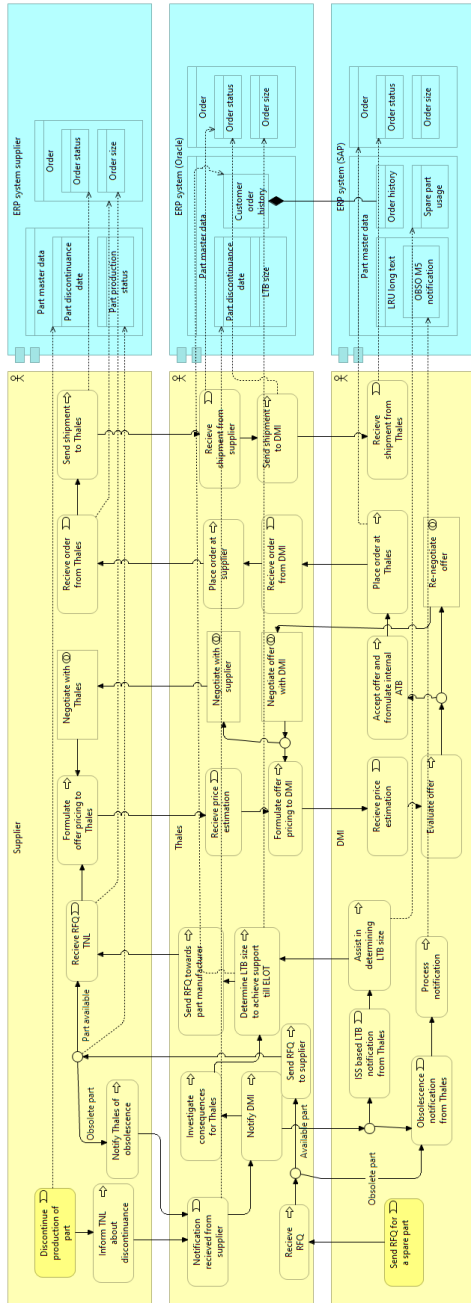 Supplier
Discontinue
production of
part
Inform TNL
about
discontinuance
Notify Thales of
obsolescence
Obsolete part
Part available
Recieve RFQ
TNL
Formulate
offer pricing to
Thales
Negotiate with
Thales
Recieve order
from Thales
Send shipment
to Thales
ERP system supplier
Part master data
Part discontinuance
date
Part production
status
Order
Order status
Order size
Thales
Notification
recieved from
supplier
Investigate
consequences
for Thales
Notify DMI
Recieve
RFQ
Available part
Send RFQ
to supplier
Send RFQ towards
part manufacturer
Determine LTB size
to achieve support
till ELOT
Recieve price
estimation
Formulate offer
pricing to DMI
Negotiate with
supplier
Negotiate offer
with DMI
Place order at
supplier
Recieve order
from DMI
Recieve
shipment from
supplier
Send shipment
to DMI
ERP system (Oracle)
Part master data
Part discontinuance
date
LTB size
Customer
order
history
Order
Order status
Order size
DMI
Send RFQ for
a spare part
Obsolete part
ISS based LTB
notification
from Thales
Obsolescence
notification
from Thales
Assist in
determining
LTB size
Process
notification
Recieve price
estimation
Evaluate offer
Accept offer and
fromulate internal
ATB
Re-negotiate
offer
Place order at
Thales
Recieve
shipment from
Thales
ERP system (SAP)
Part master data
LRU long text
OBSO M5
notification
Order history
Spare part
usage
Order
Order status
Order size